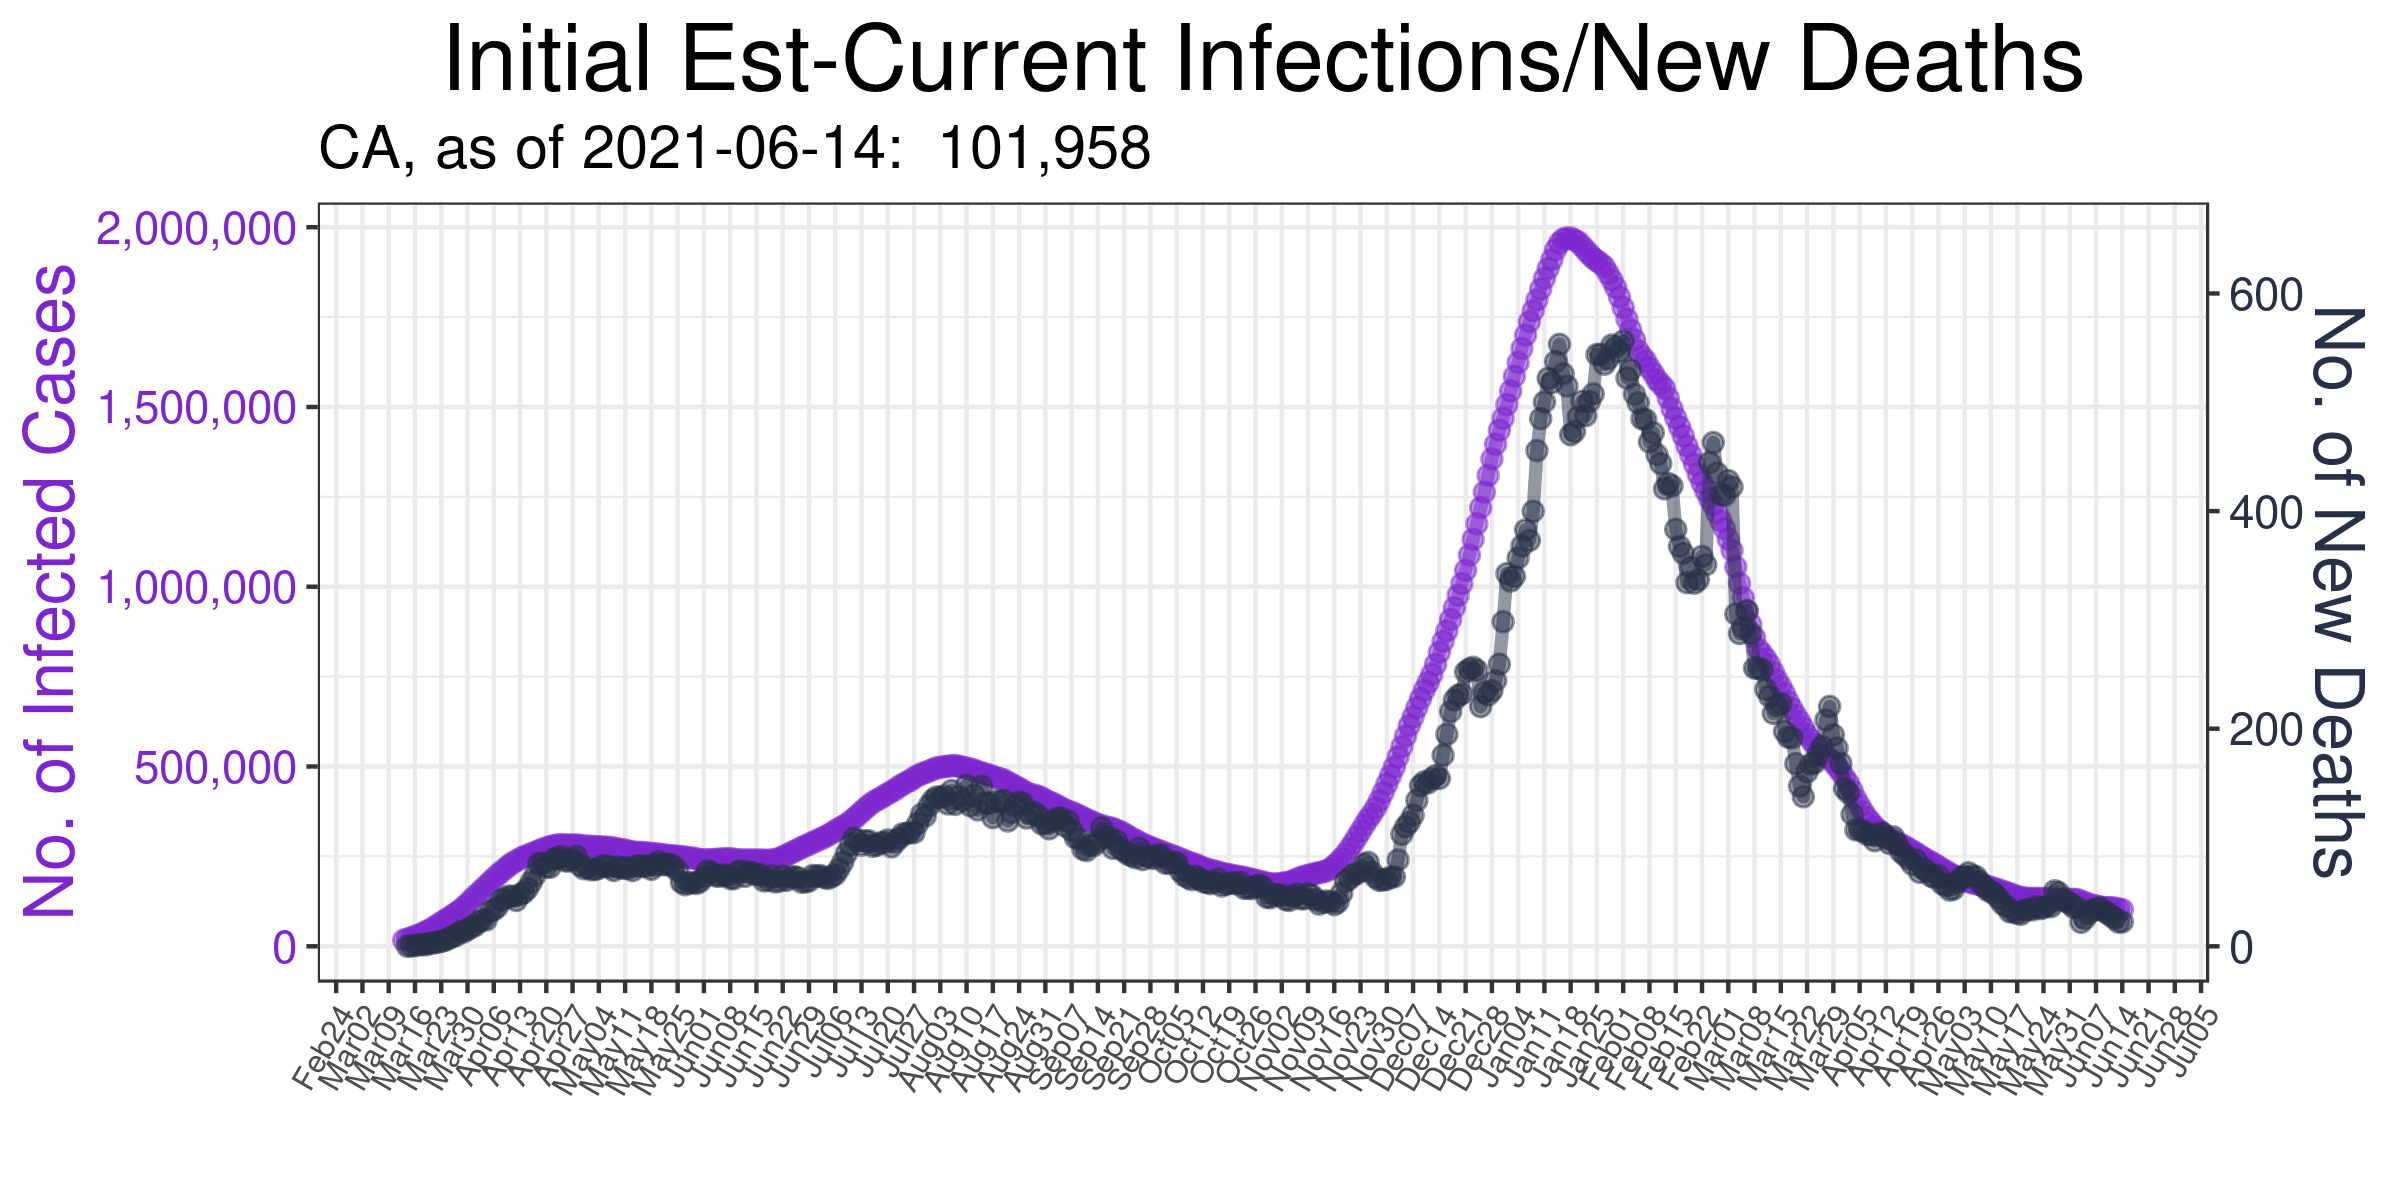 Initial Est-Current Infections/New Deaths
CA, as of 2021-06-14:  101,958
No. of Infected Cases
2,000,000
1,500,000
1,000,000
500,000
0
600
400
200
0
No. of New Deaths
Feb24
Mar02
Mar09
Mar16
Mar23
Mar30
Apr06
Apr13
Apr20
Apr27
May04
May11
May18
May25
Jun01
Jun08
Jun15
Jun22
Jun29
Jul06
Jul13
Jul20
Jul27
Aug03
Aug10
Aug17
Aug24
Aug31
Sep07
Sep14
Sep21
Sep28
Oct05
Oct12
Oct19
Oct26
Nov02
Nov09
Nov16
Nov23
Nov30
Dec07
Dec14
Dec21
Dec28
Jan04
Jan11
Jan18
Jan25
Feb01
Feb08
Feb15
Feb22
Mar01
Mar08
Mar15
Mar22
Mar29
Apr05
Apr12
Apr19
Apr26
May03
May10
May17
May24
May31
Jun07
Jun14
Jun21
Jun28
Jul05